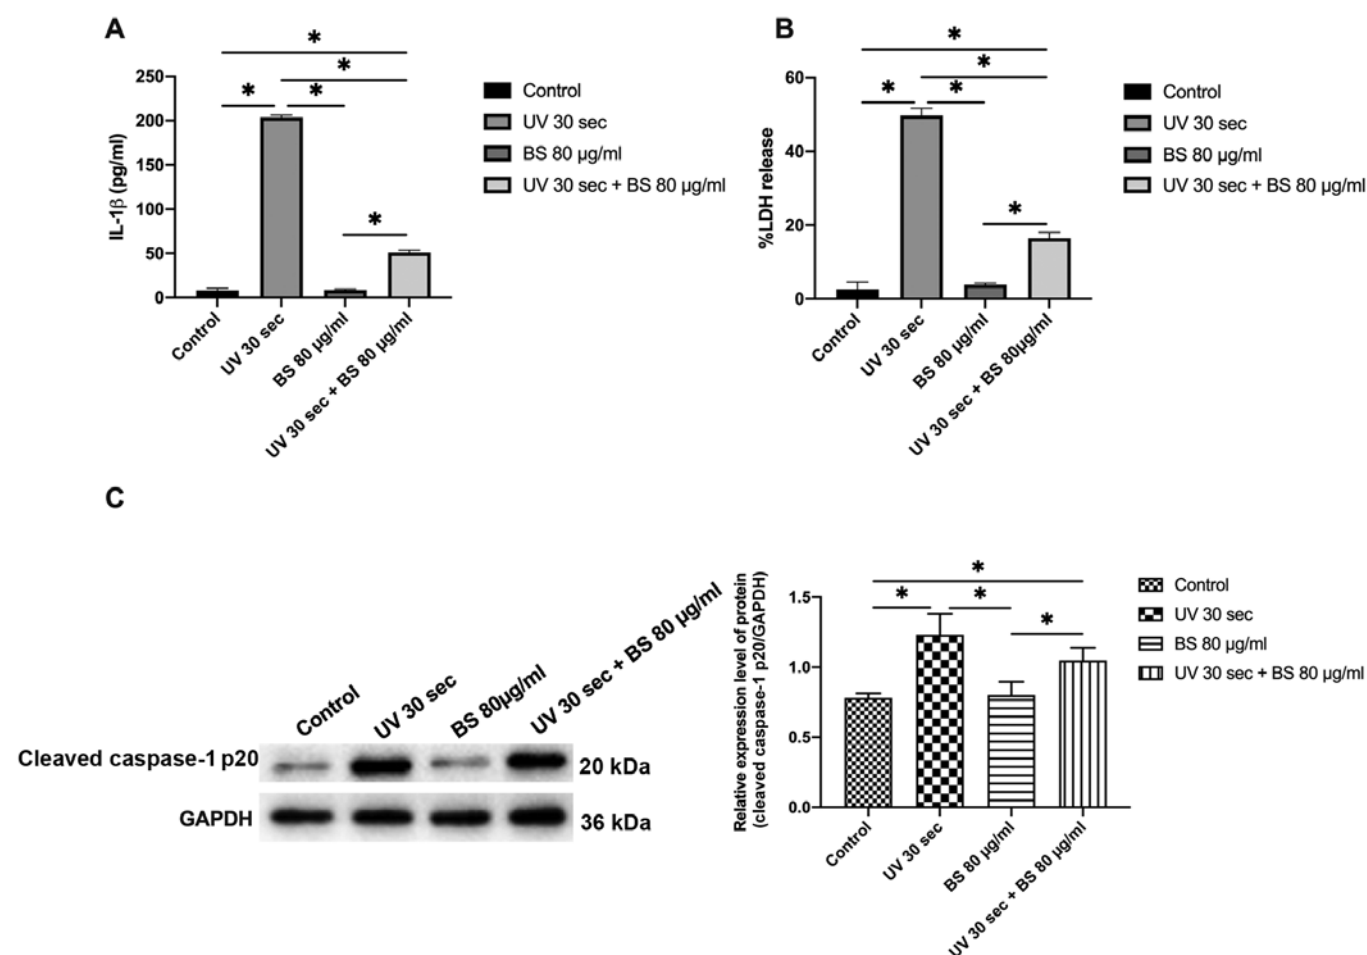 A
*
*
*
*
*
250
200
150
100
50
0
IL-1β (pg/ml)
Control
UV 30 sec
BS 80 µg/ml
UV 30 sec + BS 80 µg/ml
Control
UV 30 sec
BS 80 µg/ml
UV 30 sec + BS 80 µg/ml
B
*
*
*
*
*
60
40
20
0
%LDH release
Control
UV 30 sec
BS 80 µg/ml
UV 30 sec + BS 80µg/ml
Control
UV 30 sec
BS 80 µg/ml
UV 30 sec + BS 80 µg/ml
C
Control
UV 30 sec
BS 80µg/ml
UV 30 sec + BS 80 µg/ml
Cleaved caspase-1 p20
20 kDa
GAPDH
36 kDa
Relative expression level of protein
(cleaved caspase-1 p20/GAPDH)
*
*
*
*
1.5
1.0
0.5
0.0
Control
UV 30 sec
BS 80 µg/ml
UV 30 sec + BS 80 µg/ml
Control
UV 30 sec
BS 80 µg/ml
UV 30 sec + BS 80 µg/ml